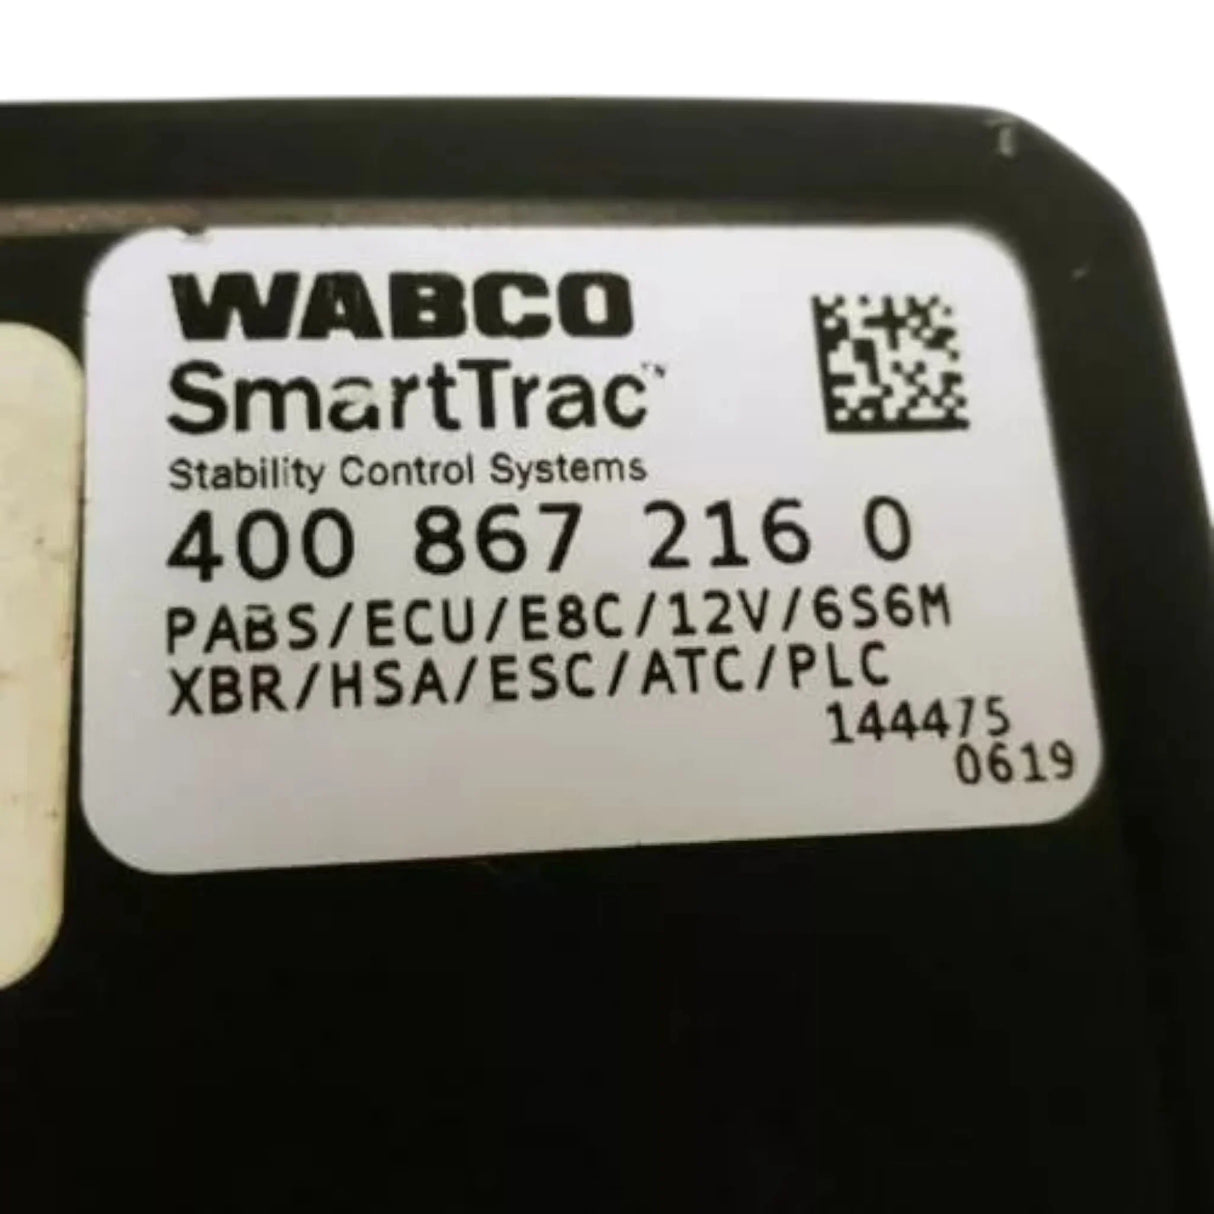 WABCO
SmartTrac™
Stability Control Systems
400 867 216 0
PABS/ECU/E8C/12V/6S6M
XBR/HSA/ESC/ATC/PLC
144475
0619